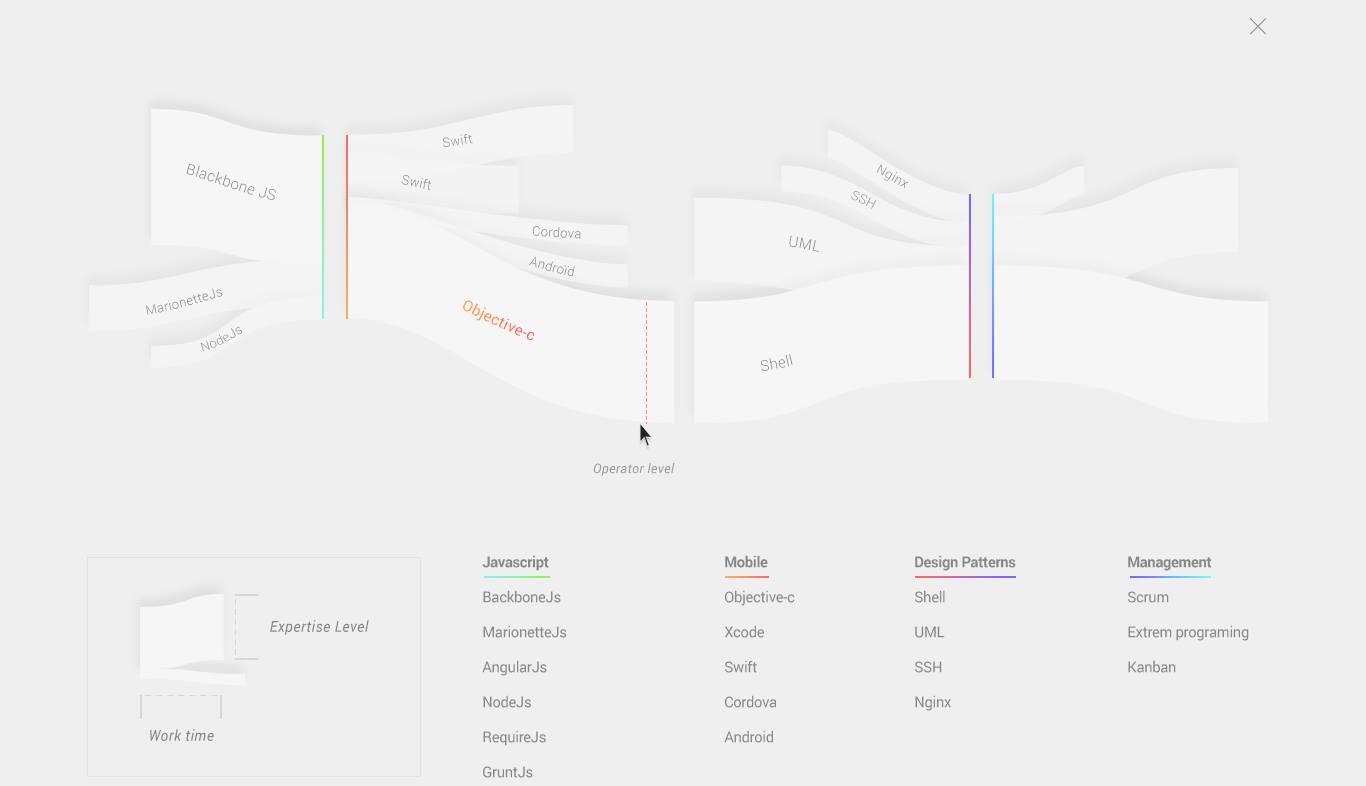 Blackbone JS
MarionetteJs
NodeJs
Swift
Swift
Cordova
Android
Objective-c
Operator level
Nginx
SSH
UML
Shell
Expertise Level
Work time
Javascript
BackboneJs
MarionetteJs
AngularJs
NodeJs
RequireJs
GruntJs
Mobile
Objective-c
Xcode
Swift
Cordova
Android
Design Patterns
Shell
UML
SSH
Nginx
Management
Scrum
Extrem programing
Kanban